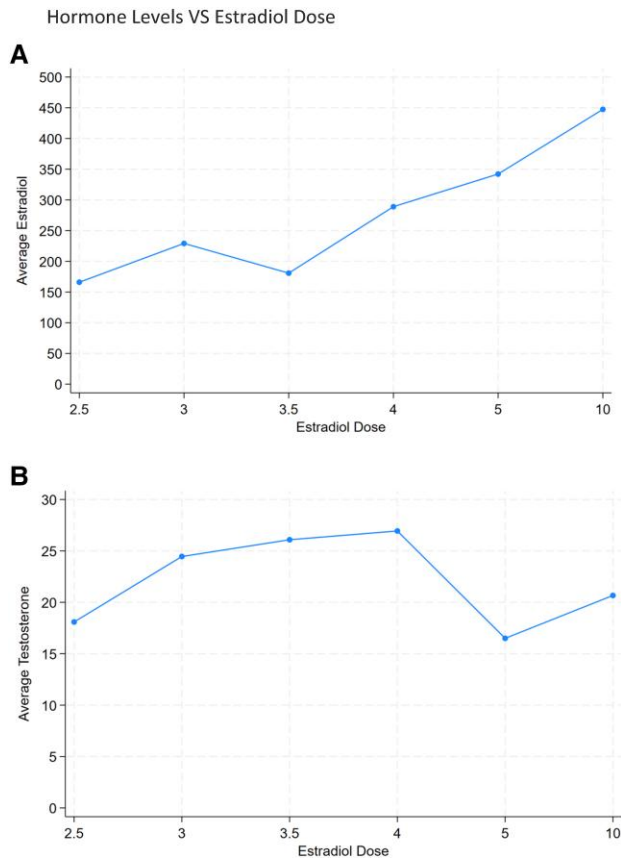 Hormone Levels VS Estradiol Dose
A
500
450
400
350
300
250
200
150
100
50
0
Average Estradiol
2.5 3 3.5 4 5 10
Estradiol Dose
B
30
25
20
15
10
5
0
Average Testosterone
2.5 3 3.5 4 5 10
Estradiol Dose